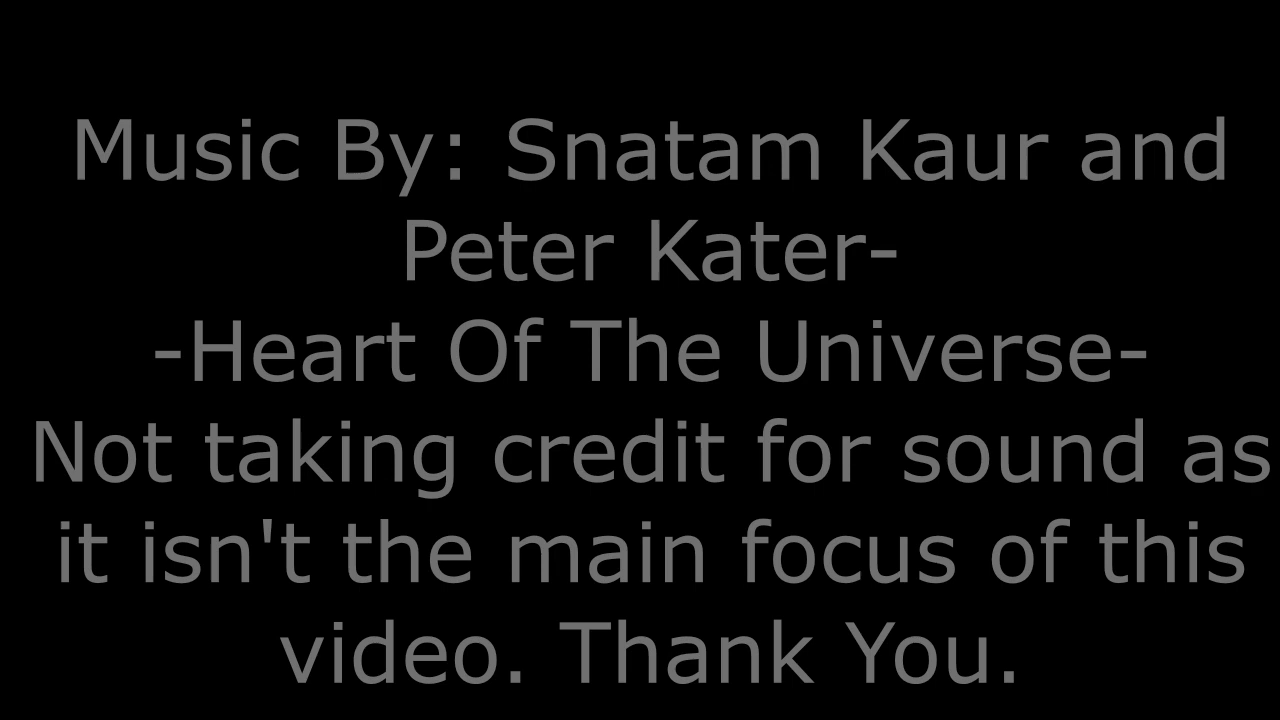 Music By: Snatam Kaur and
Peter Kater-
-Heart Of The Universe-
Not taking credit for sound as
it isn't the main focus of this
video. Thank You.